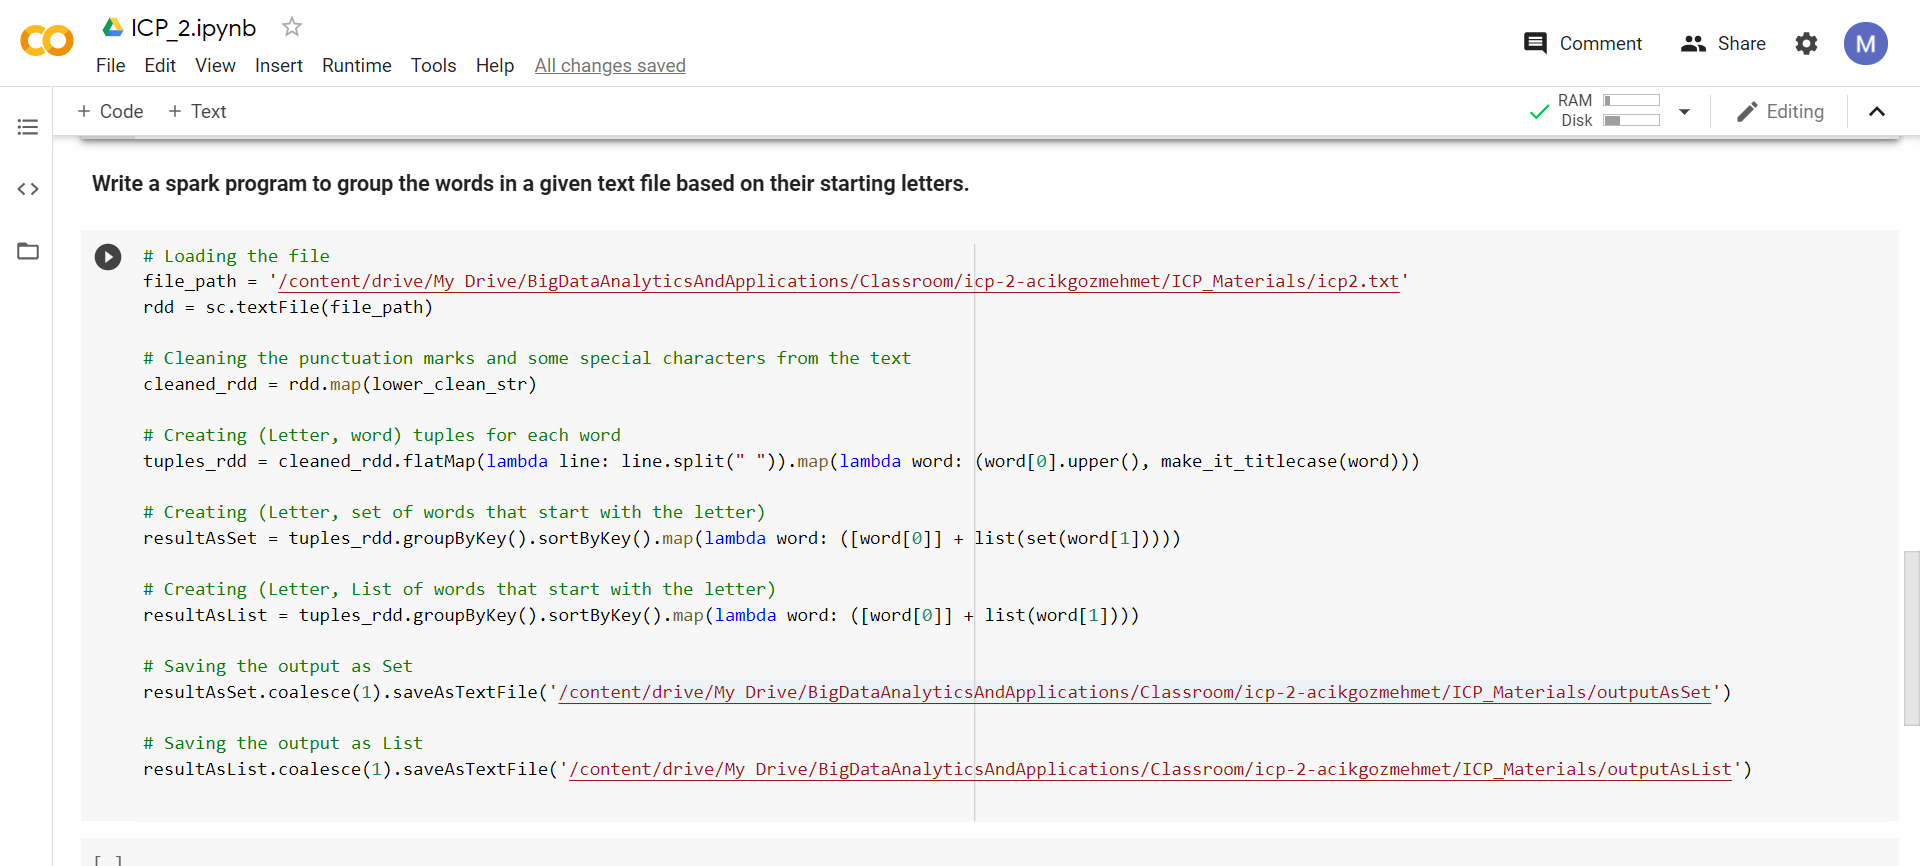 ICP_2.ipynb
Comment
Share
M
File Edit View Insert Runtime Tools Help All changes saved
+ Code + Text
RAM
Disk
Editing
Write a spark program to group the words in a given text file based on their starting letters.
# Loading the file
file_path = '/content/drive/My Drive/BigDataAnalyticsAndApplications/Classroom/icp-2-acikgozmehmet/ICP_Materials/icp2.txt'
rdd = sc.textFile(file_path)
# Cleaning the punctuation marks and some special characters from the text
cleaned_rdd = rdd.map(lower_clean_str)
# Creating (Letter, word) tuples for each word
tuples_rdd = cleaned_rdd.flatMap(lambda line: line.split(" ")).map(lambda word: (word[0].upper(), make_it_titlecase(word)))
# Creating (Letter, set of words that start with the letter)
resultAsSet = tuples_rdd.groupByKey().sortByKey().map(lambda word: ([word[0]] + list(set(word[1]))))
# Creating (Letter, List of words that start with the letter)
resultAsList = tuples_rdd.groupByKey().sortByKey().map(lambda word: ([word[0]] + list(word[1])))
# Saving the output as Set
resultAsSet.coalesce(1).saveAsTextFile('/content/drive/My Drive/BigDataAnalyticsAndApplications/Classroom/icp-2-acikgozmehmet/ICP_Materials/outputAsSet')
# Saving the output as List
resultAsList.coalesce(1).saveAsTextFile('/content/drive/My Drive/BigDataAnalyticsAndApplications/Classroom/icp-2-acikgozmehmet/ICP_Materials/outputAsList')
[ ]